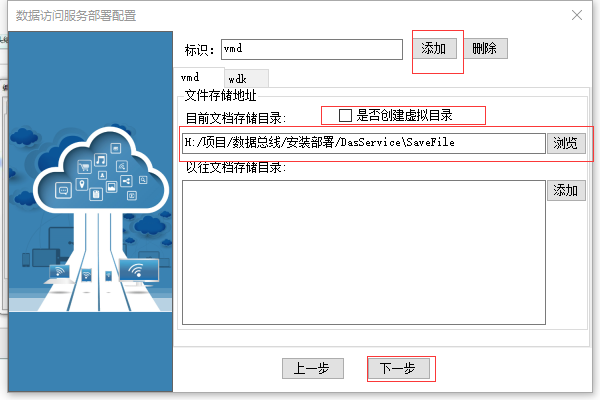 数据访问服务部署配置
标识: vmd 添加 删除
vmd wdk
文件存储地址
目前文档存储目录: 是否创建虚拟目录
H:/项目/数据总线/安装部署/DasService\SaveFile 浏览
以往文档存储目录:
添加
上一步 下一步